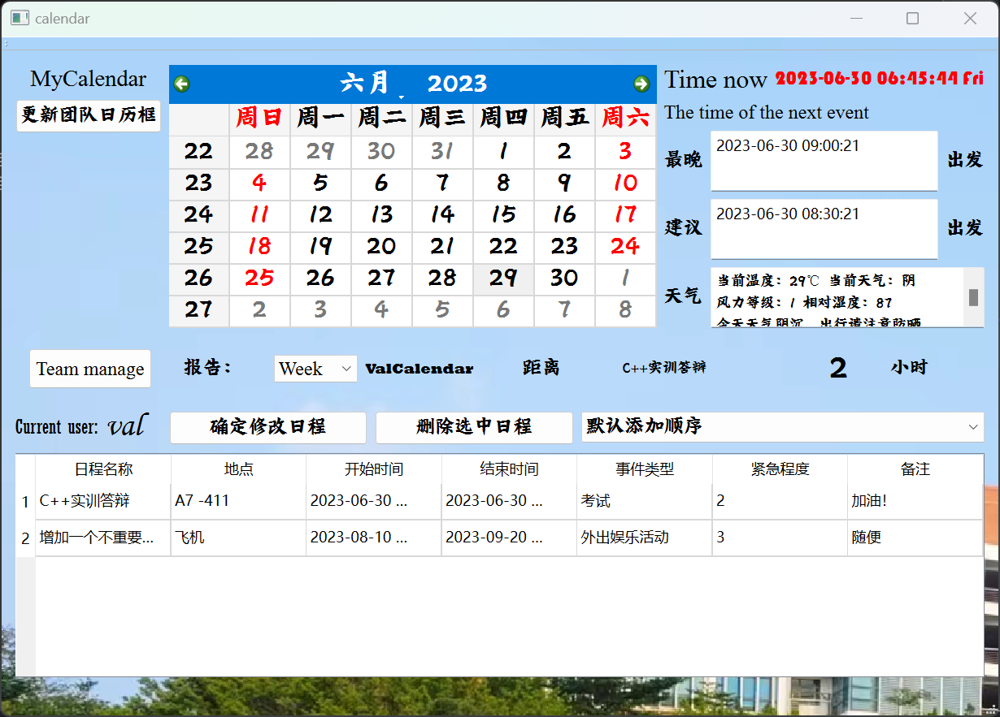 calendar
MyCalendar
更新团队日历框
六月 2023
周日 周一 周二 周三 周四 周五 周六
22 28 29 30 31 1 2 3
23 4 5 6 7 8 9 10
24 11 12 13 14 15 16 17
25 18 19 20 21 22 23 24
26 25 26 27 28 29 30 1
27 2 3 4 5 6 7 8
Time now 2023-06-30 06:45:44 Fri
The time of the next event
最晚 2023-06-30 09:00:21 出发
建议 2023-06-30 08:30:21 出发
天气
当前温度：29℃ 当前天气：阴
风力等级：1 相对湿度：87
今天天气阴沉，出行请注意防晒
Team manage 报告： Week ValCalendar 距离 C++实训答辩 2 小时
Current user: val 确定修改日程 删除选中日程 默认添加顺序
日程名称 地点 开始时间 结束时间 事件类型 紧急程度 备注
1 C++实训答辩 A7 -411 2023-06-30 ... 2023-06-30 ... 考试 2 加油！
2 增加一个不重要... 飞机 2023-08-10 ... 2023-09-20 ... 外出娱乐活动 3 随便